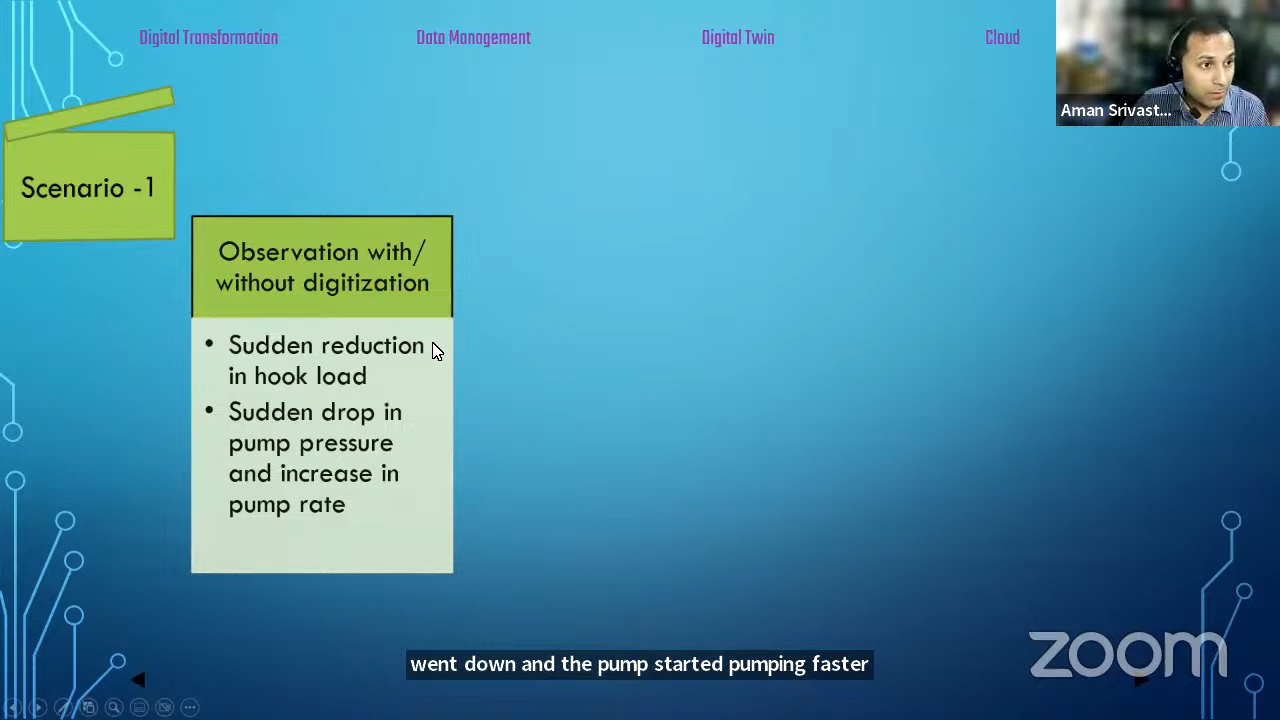 Digital Transformation
Data Management
Digital Twin
Cloud
Aman Srivast...
Scenario -1
Observation with/
without digitization
• Sudden reduction
in hook load
• Sudden drop in
pump pressure
and increase in
pump rate
went down and the pump started pumping faster
zoom